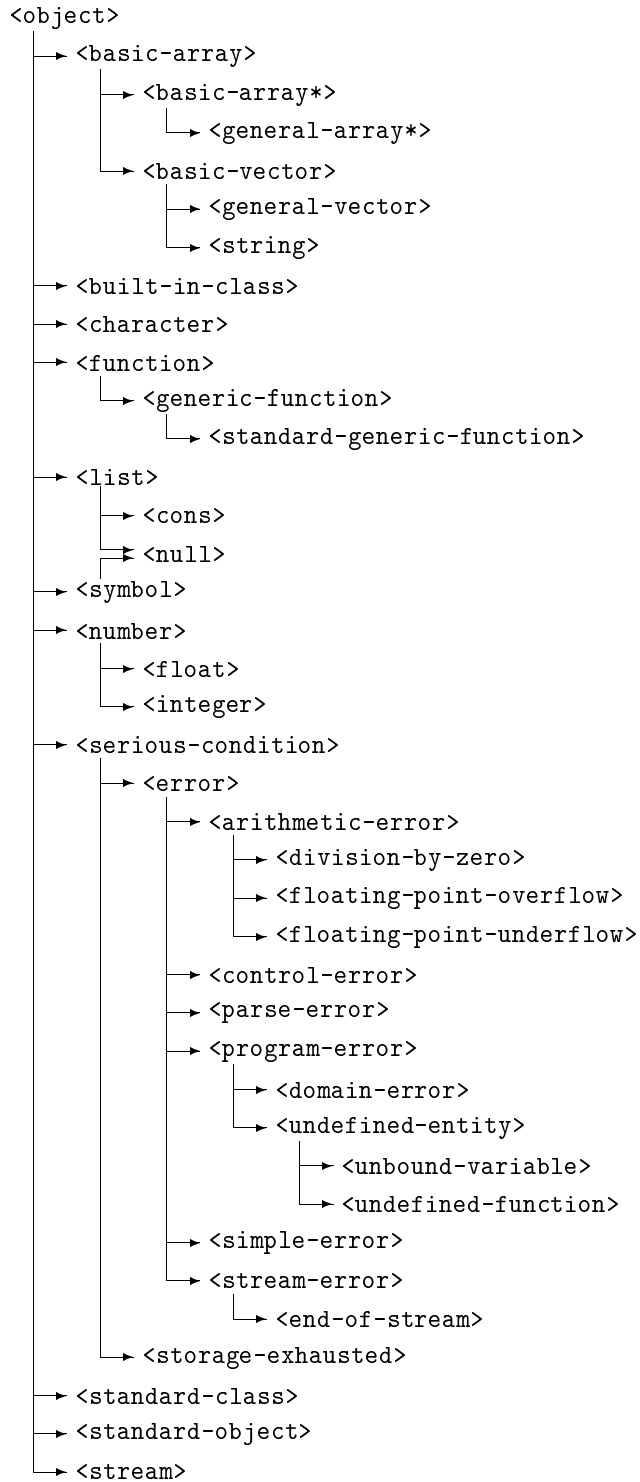 <object>
<basic-array>
<basic-array*>
<general-array*>
<basic-vector>
<general-vector>
<string>
<built-in-class>
<character>
<function>
<generic-function>
<standard-generic-function>
<list>
<cons>
<null>
<symbol>
<number>
<float>
<integer>
<serious-condition>
<error>
<arithmetic-error>
<division-by-zero>
<floating-point-overflow>
<floating-point-underflow>
<control-error>
<parse-error>
<program-error>
<domain-error>
<undefined-entity>
<unbound-variable>
<undefined-function>
<simple-error>
<stream-error>
<end-of-stream>
<storage-exhausted>
<standard-class>
<standard-object>
<stream>